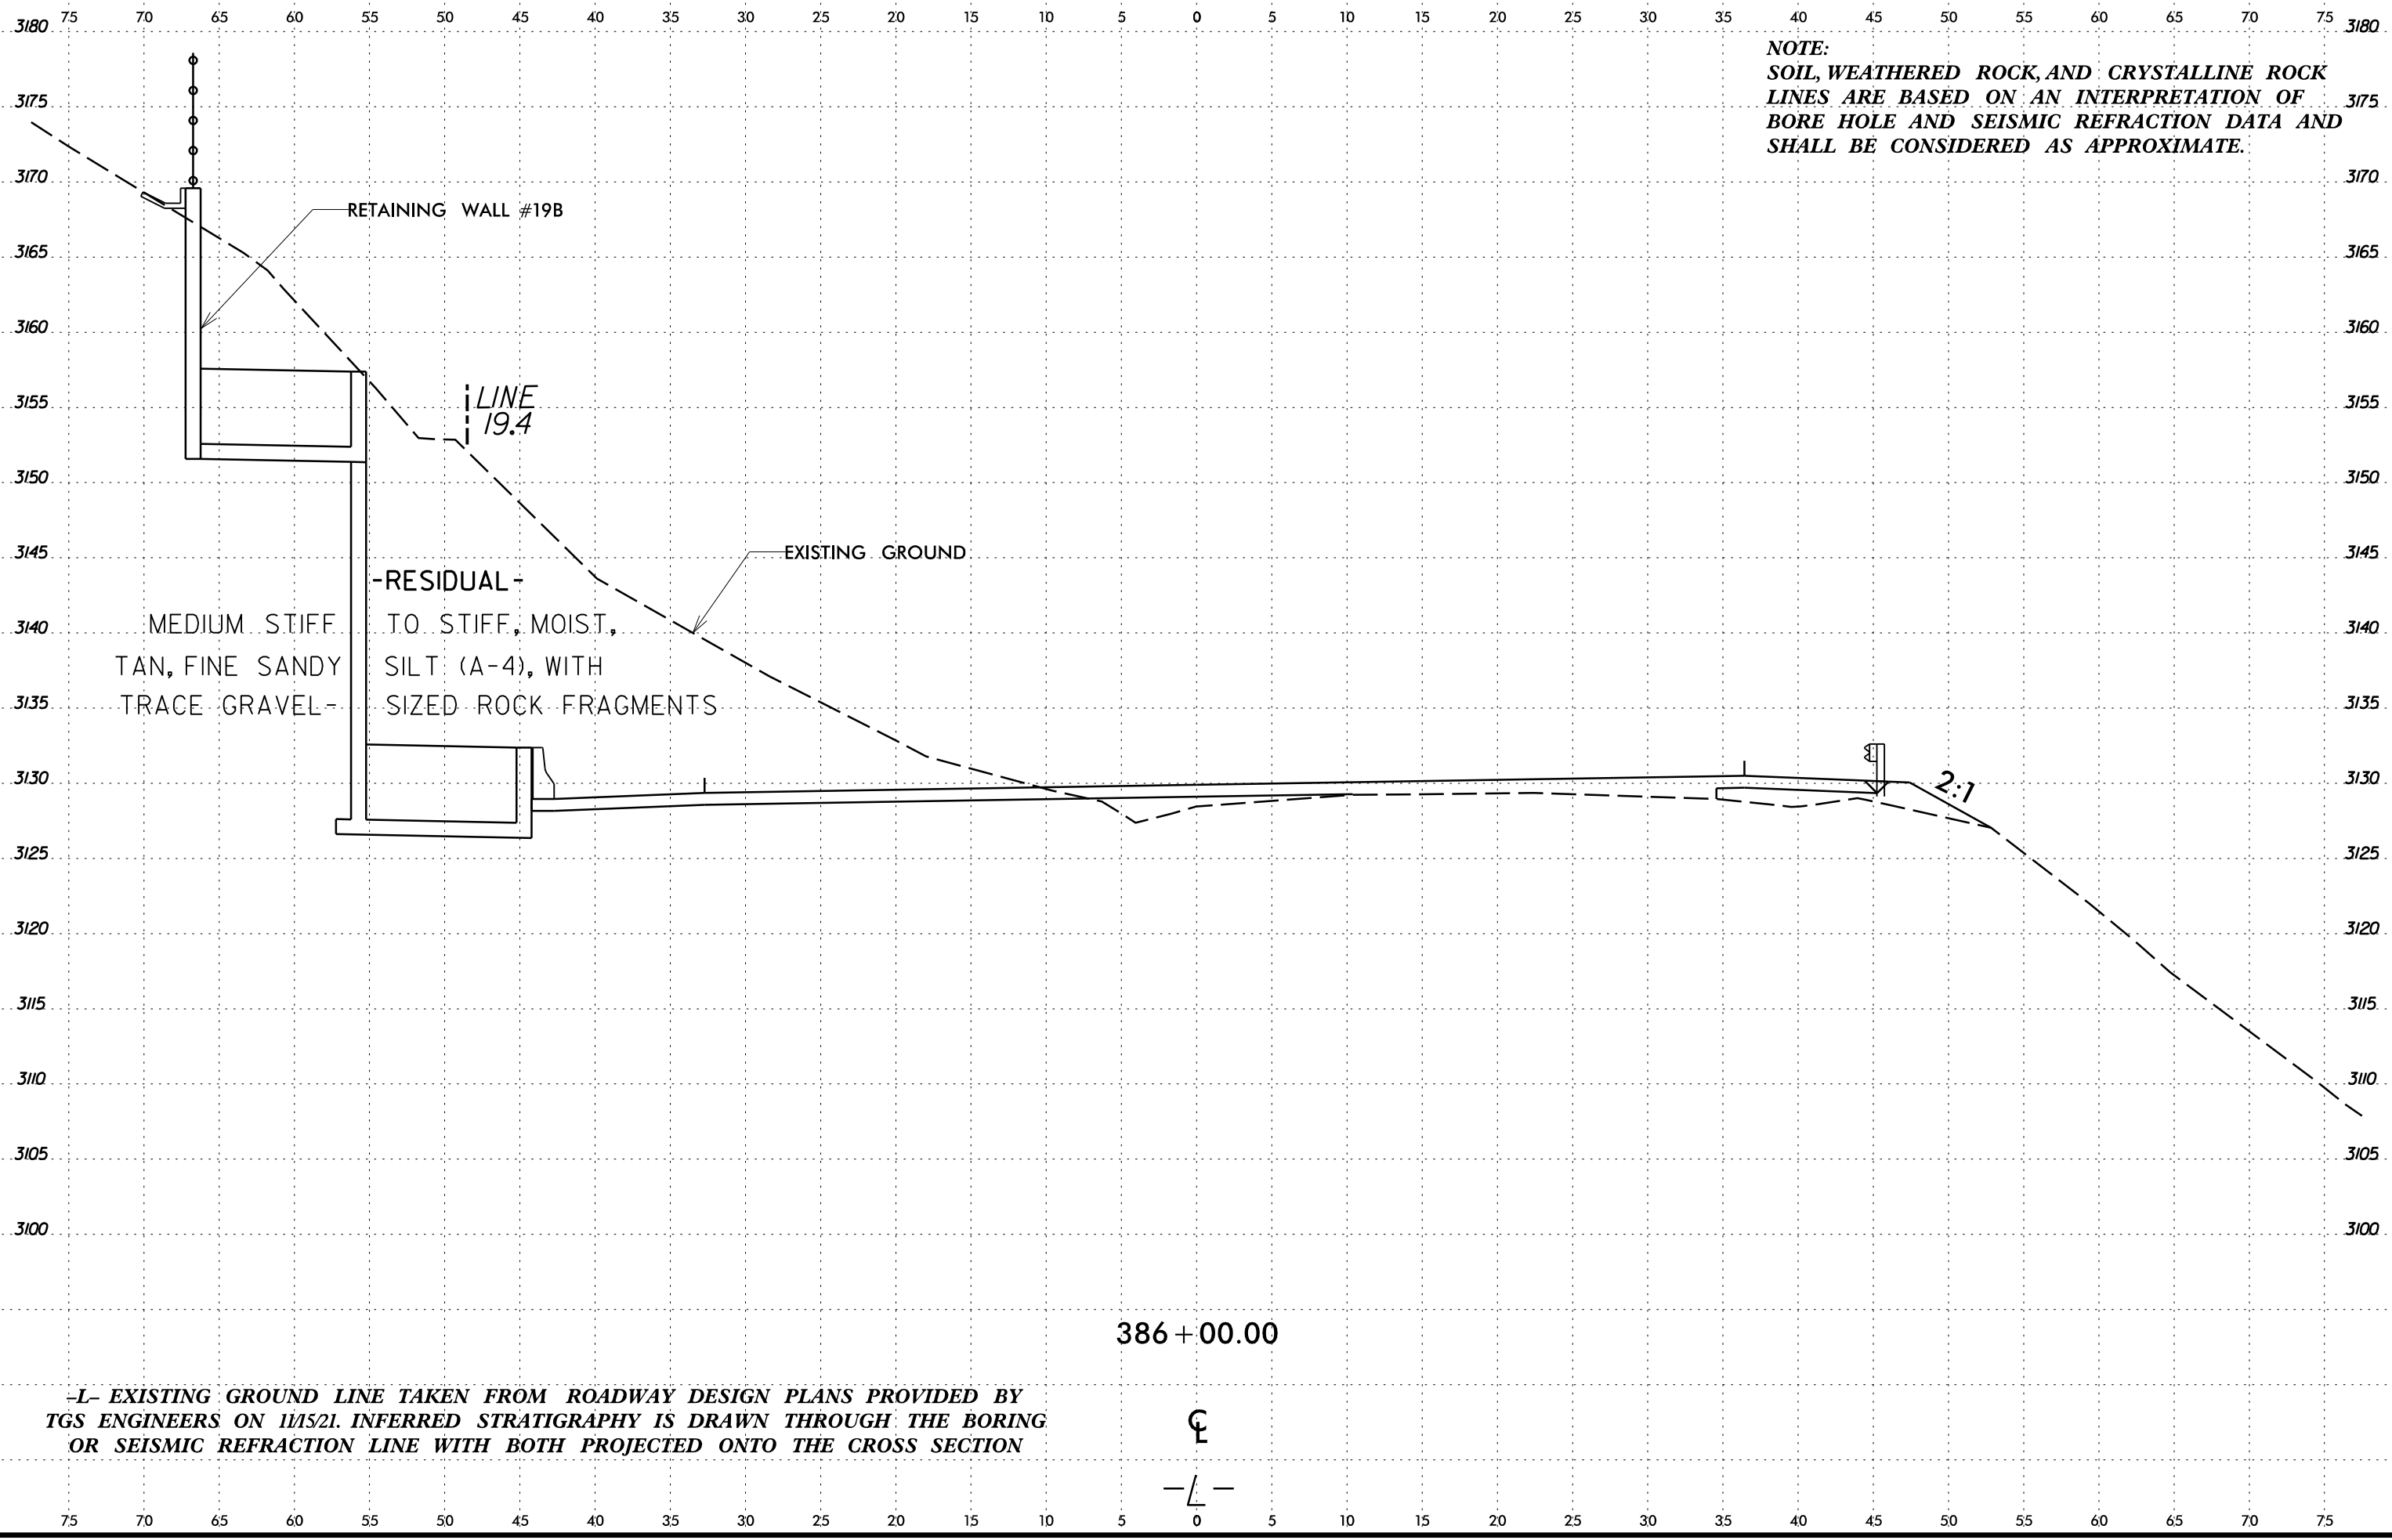 75 70 65 60 55 50 45 40 35 30 25 20 15 10 5 0 5 10 15 20 25 30 35 40 45 50 55 60 65 70 75
3180 3180
NOTE:
SOIL, WEATHERED ROCK, AND CRYSTALLINE ROCK
LINES ARE BASED ON AN INTERPRETATION OF
3175 3175
BORE HOLE AND SEISMIC REFRACTION DATA AND
SHALL BE CONSIDERED AS APPROXIMATE.
3170 3170
RETAINING WALL #19B
3165 3165
3160 3160
LINE
19.4
3155 3155
3150 3150
3145 3145
EXISTING GROUND
-RESIDUAL-
MEDIUM STIFF TO STIFF, MOIST,
3140 3140
TAN, FINE SANDY SILT (A-4), WITH
TRACE GRAVEL- SIZED ROCK FRAGMENTS
3135 3135
3130 3130
2:1
3125 3125
3120 3120
3115 3115
3110 3110
3105 3105
3100 3100
386+00.00
-L- EXISTING GROUND LINE TAKEN FROM ROADWAY DESIGN PLANS PROVIDED BY
TGS ENGINEERS ON 11/15/21. INFERRED STRATIGRAPHY IS DRAWN THROUGH THE BORING
OR SEISMIC REFRACTION LINE WITH BOTH PROJECTED ONTO THE CROSS SECTION
℄
-L-
75 70 65 60 55 50 45 40 35 30 25 20 15 10 5 0 5 10 15 20 25 30 35 40 45 50 55 60 65 70 75